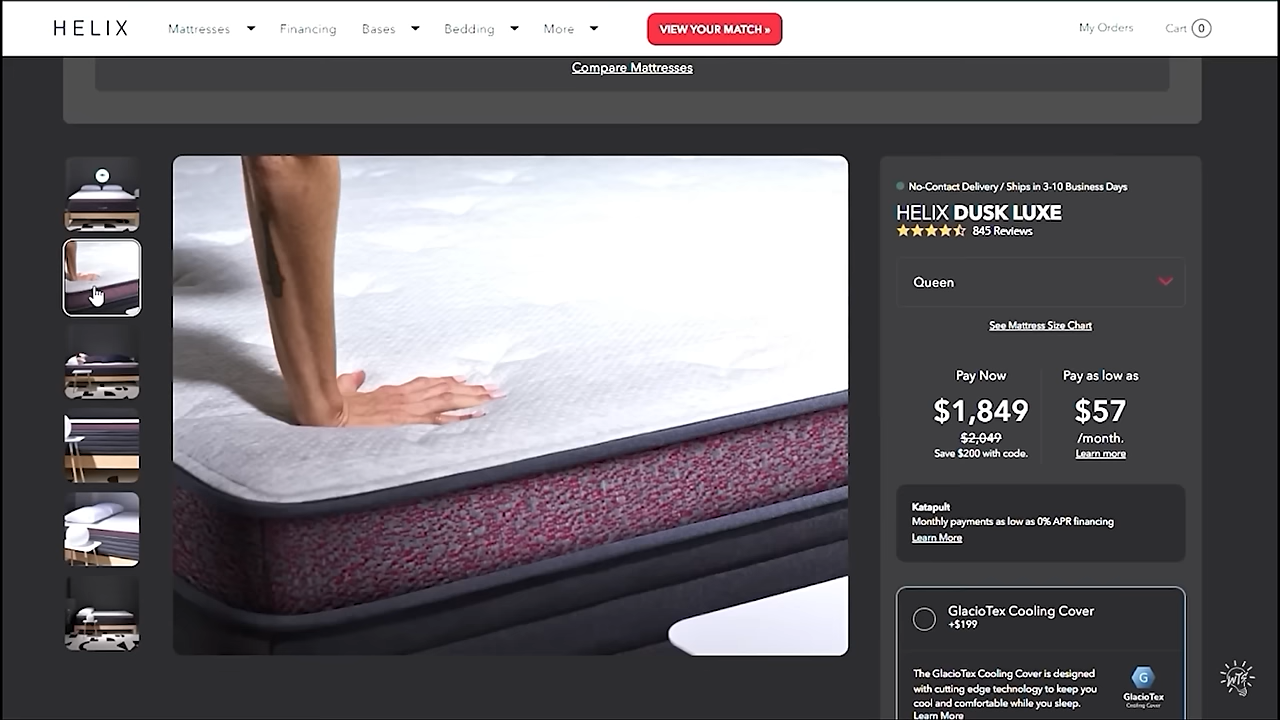 HELIX
Mattresses
Financing
Bases
Bedding
More
VIEW YOUR MATCH »
My Orders
Cart 0
Compare Mattresses
No-Contact Delivery / Ships in 3-10 Business Days
HELIX DUSK LUXE
845 Reviews
Queen
See Mattress Size Chart
Pay Now
$1,849
$2,049
Save $200 with code.
Pay as low as
$57
/month.
Learn more
Katapult
Monthly payments as low as 0% APR financing
Learn More
GlacioTex Cooling Cover
+$199
The GlacioTex Cooling Cover is designed
with cutting edge technology to keep you
cool and comfortable while you sleep.
Learn More
G
GlacioTex
Cooling Cover
WTG